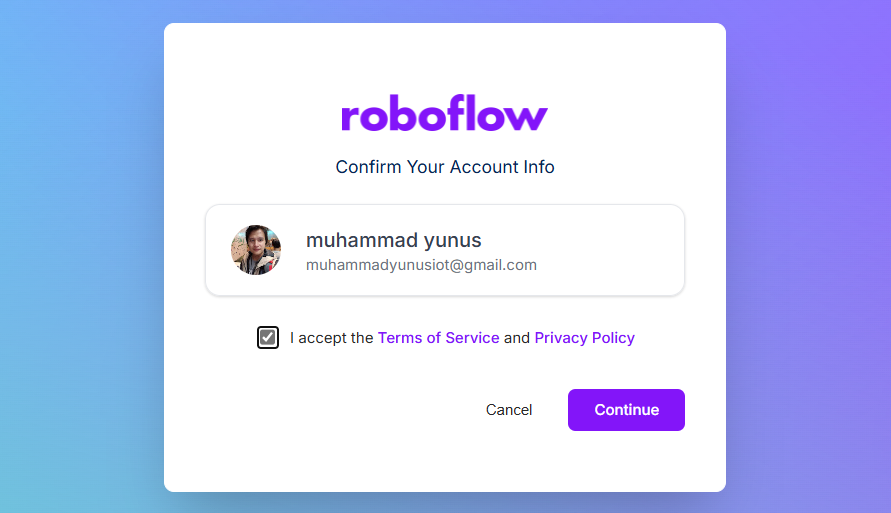 roboflow
Confirm Your Account Info
muhammad yunus
muhammadyunusiot@gmail.com
I accept the Terms of Service and Privacy Policy
Cancel
Continue